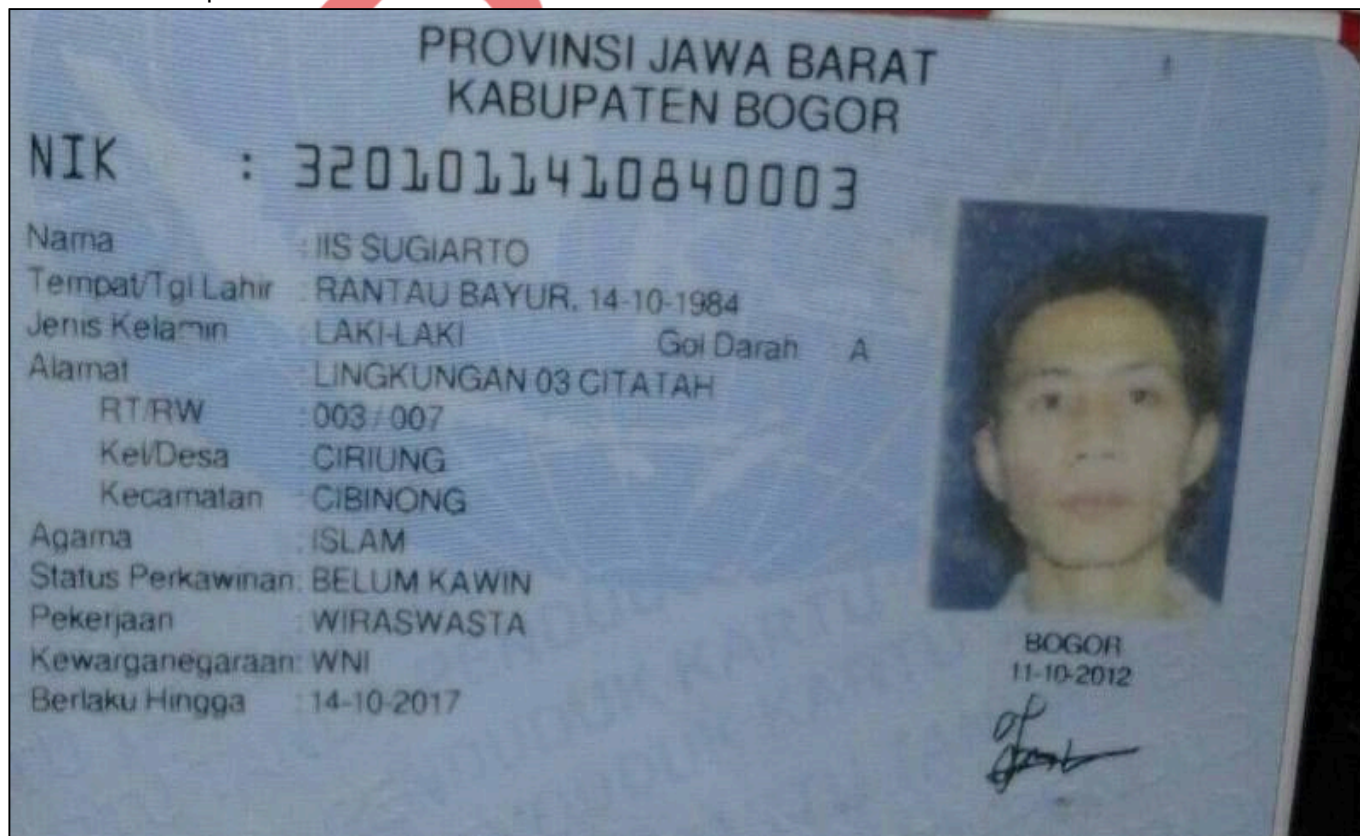 PROVINSI JAWA BARAT
KABUPATEN BOGOR
NIK : 3201011410840003
Nama : IIS SUGIARTO
Tempat/Tgl Lahir : RANTAU BAYUR, 14-10-1984
Jenis Kelamin : LAKI-LAKI Gol Darah : A
Alamat : LINGKUNGAN 03 CITATAH
RT/RW : 003 / 007
Kel/Desa : CIRIUNG
Kecamatan : CIBINONG
Agama : ISLAM
Status Perkawinan: BELUM KAWIN
Pekerjaan : WIRASWASTA
Kewarganegaraan: WNI
Berlaku Hingga : 14-10-2017
BOGOR
11-10-2012